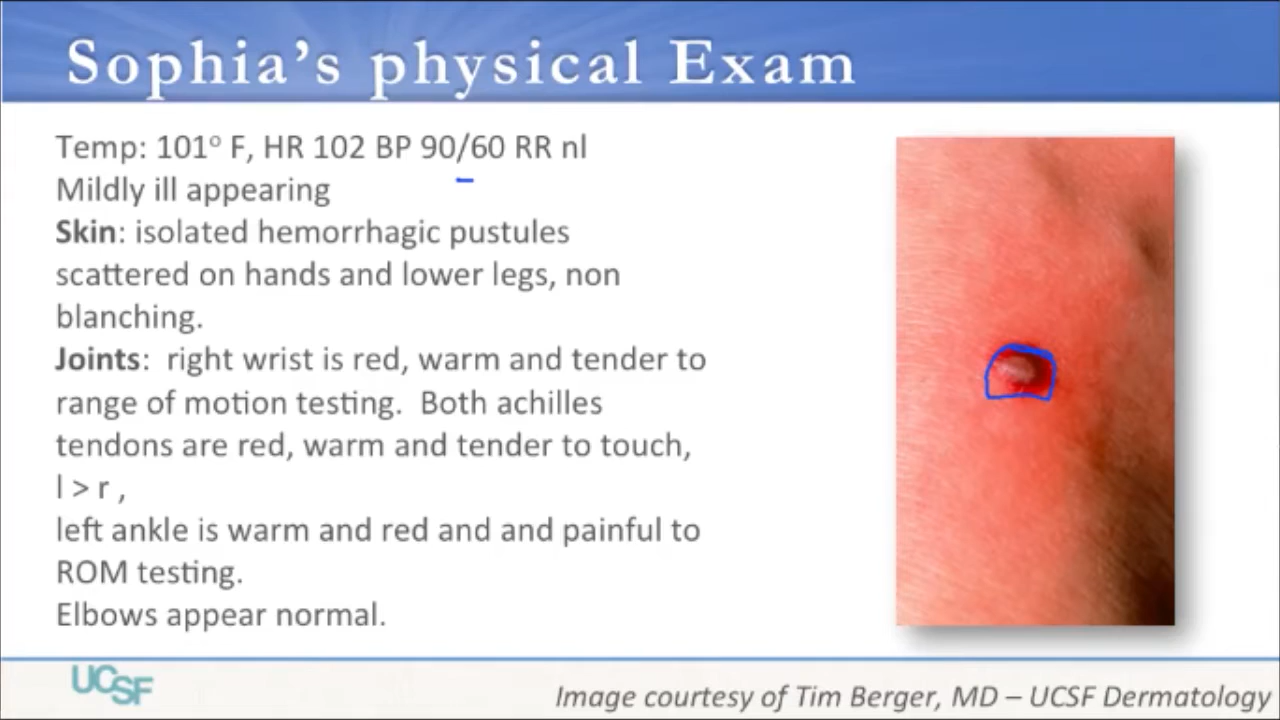 Sophia's physical Exam
Temp: 101º F, HR 102 BP 90/60 RR nl
Mildly ill appearing
Skin: isolated hemorrhagic pustules
scattered on hands and lower legs, non
blanching.
Joints:  right wrist is red, warm and tender to
range of motion testing.  Both achilles
tendons are red, warm and tender to touch,
l > r ,
left ankle is warm and red and and painful to
ROM testing.
Elbows appear normal.
UCSF
Image courtesy of Tim Berger, MD – UCSF Dermatology